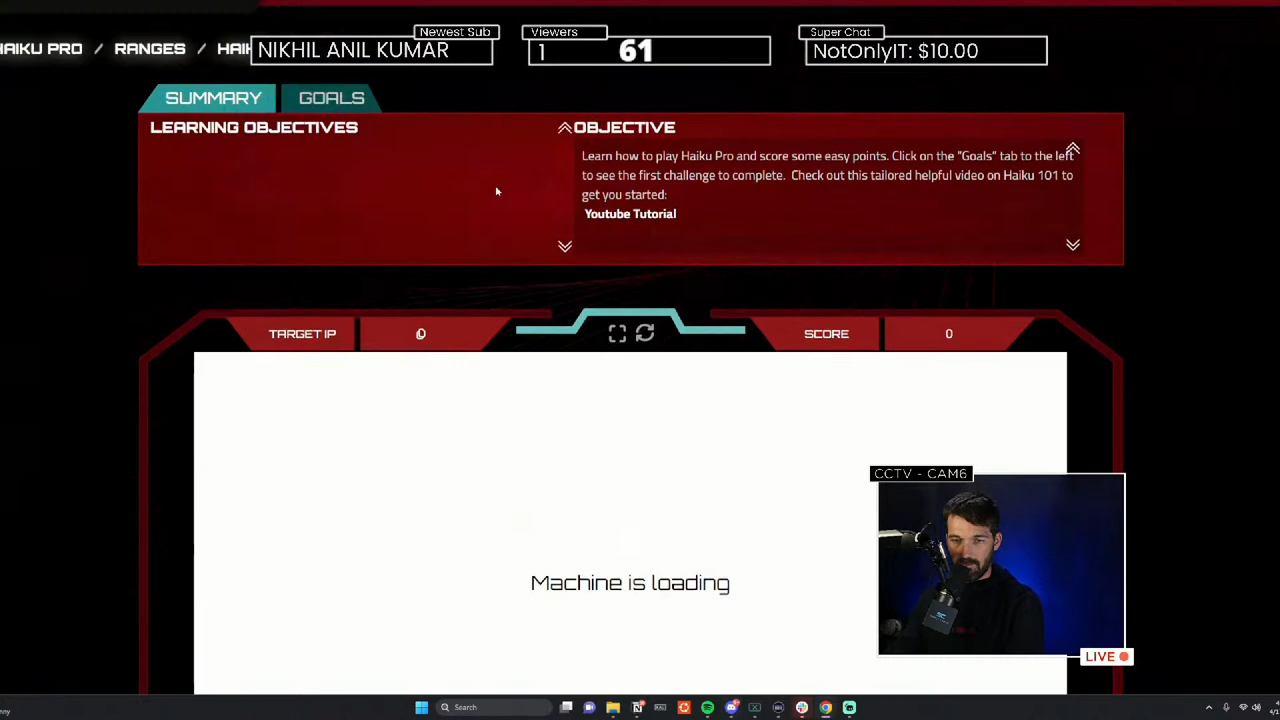 Newest Sub
Viewers
Super Chat
HAIKU PRO / RANGES /
NIKHIL ANIL KUMAR
1
61
NotOnlyIT: $10.00
SUMMARY
GOALS
LEARNING OBJECTIVES
OBJECTIVE
Learn how to play Haiku Pro and score some easy points. Click on the "Goals" tab to the left
to see the first challenge to complete. Check out this tailored helpful video on Haiku 101 to
get you started:
Youtube Tutorial
TARGET IP
SCORE
0
CCTV - CAM6
Machine is loading
LIVE
Search